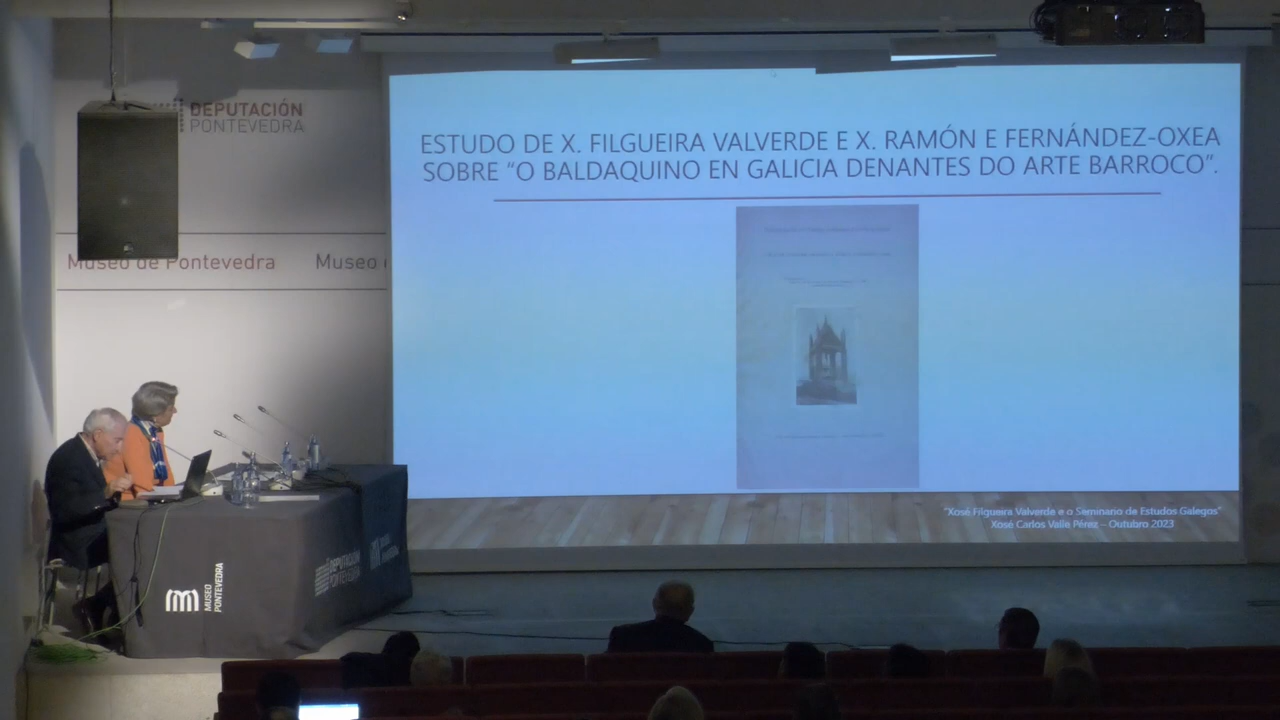 DEPUTACIÓN
PONTEVEDRA
ESTUDO DE X. FILGUEIRA VALVERDE E X. RAMÓN E FERNÁNDEZ-OXEA
SOBRE “O BALDAQUINO EN GALICIA DENANTES DO ARTE BARROCO”.
Museo de Pontevedra
Museo
"Xosé Filgueira Valverde e o Seminario de Estudos Galegos"
Xosé Carlos Valle Pérez – Outubro 2023
MUSEO
PONTEVEDRA
DEPUTACIÓN
PONTEVEDRA